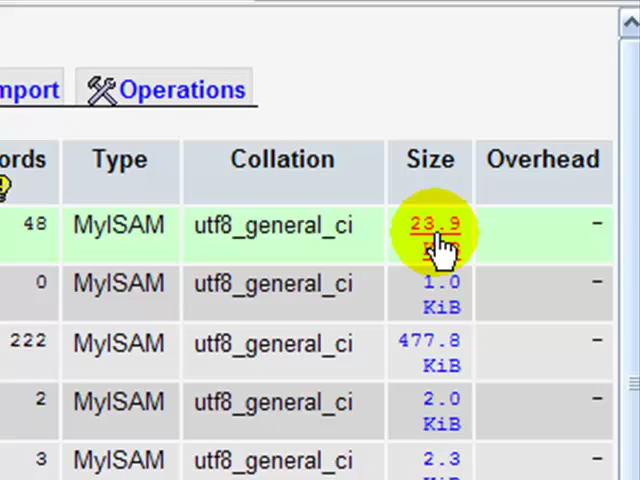 mport Operations
ords Type Collation Size Overhead
48 MyISAM utf8_general_ci 23.9 –
KiB
0 MyISAM utf8_general_ci 1.0 –
KiB
222 MyISAM utf8_general_ci 477.8 –
KiB
2 MyISAM utf8_general_ci 2.0 –
KiB
3 MyISAM utf8_general_ci 2.3 –